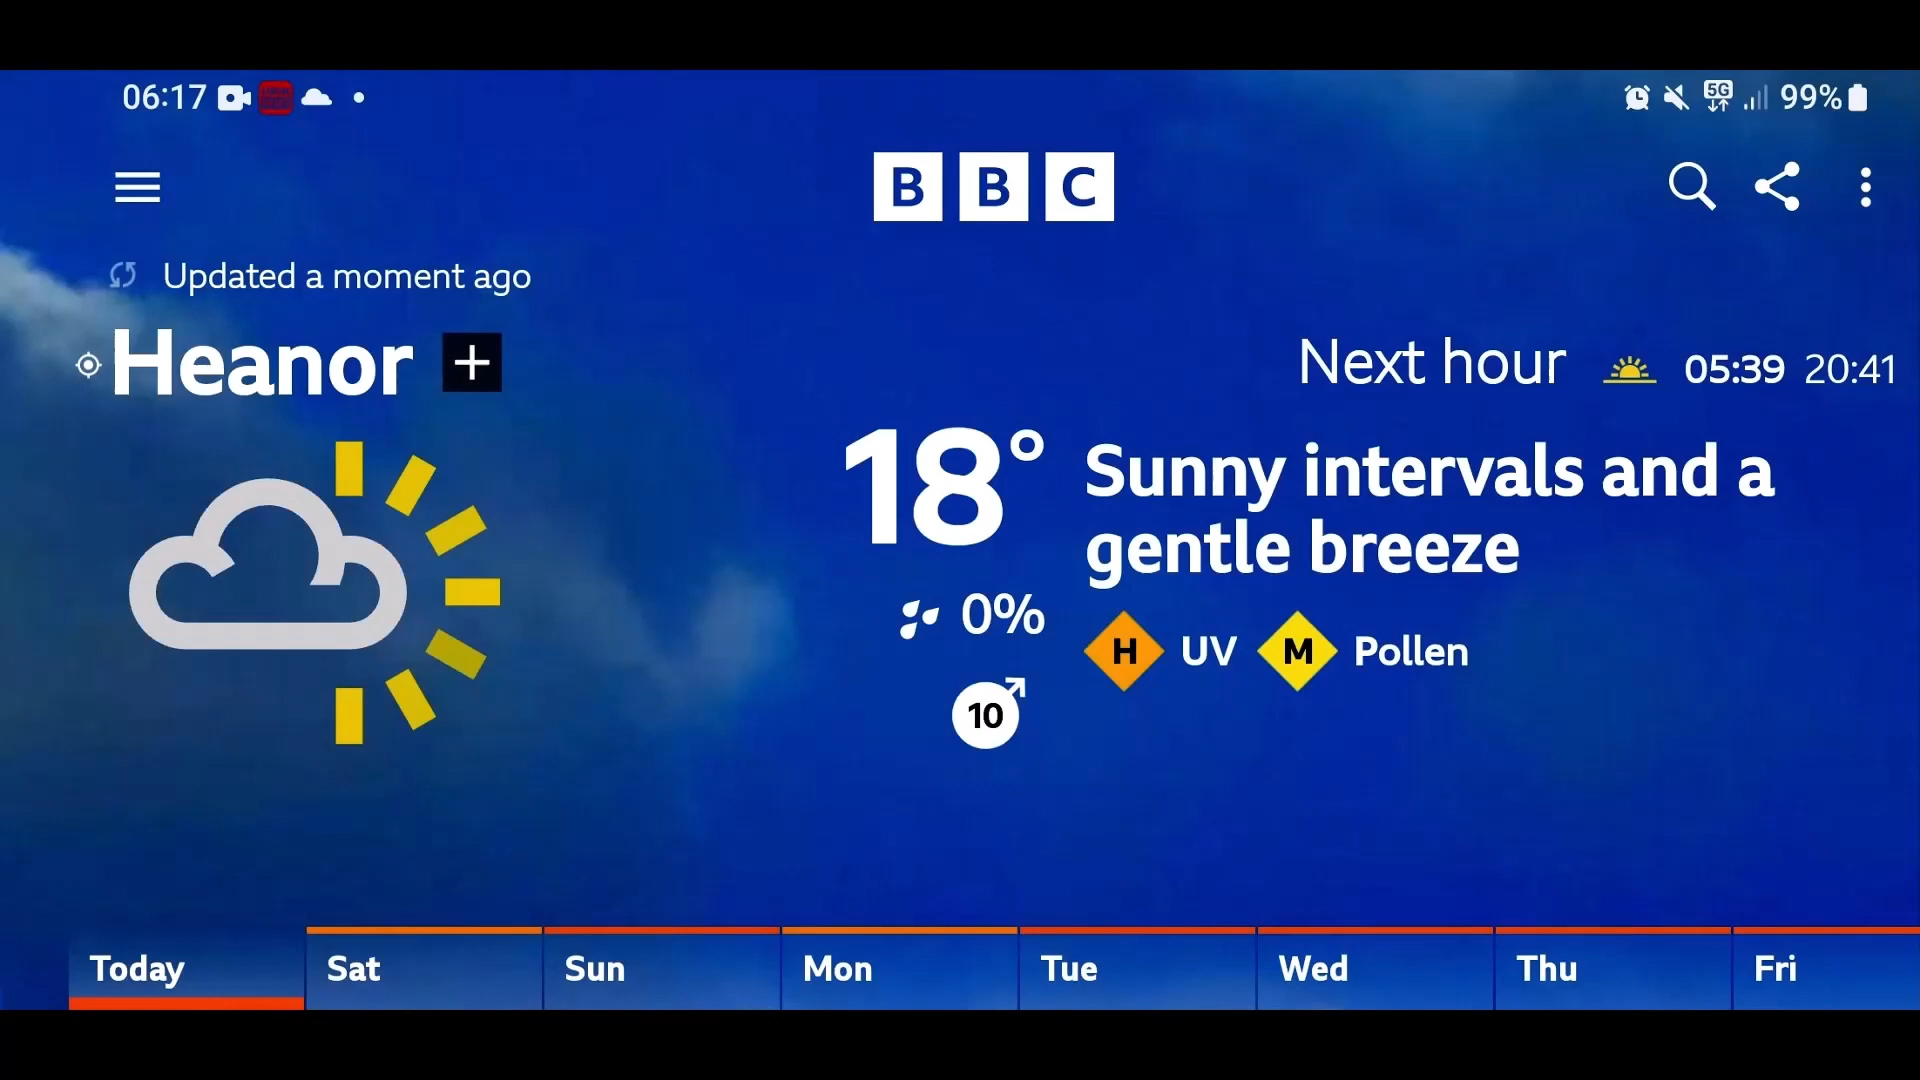 06:17
5G 99%
BBC
Updated a moment ago
Heanor
Next hour 05:39 20:41
18° Sunny intervals and a
gentle breeze
0%
H UV M Pollen
10
Today Sat Sun Mon Tue Wed Thu Fri